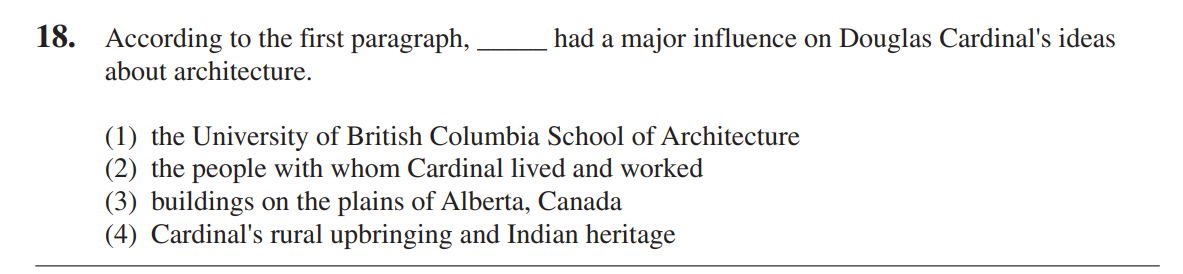 18. According to the first paragraph, _____ had a major influence on Douglas Cardinal's ideas
about architecture.
(1) the University of British Columbia School of Architecture
(2) the people with whom Cardinal lived and worked
(3) buildings on the plains of Alberta, Canada
(4) Cardinal's rural upbringing and Indian heritage